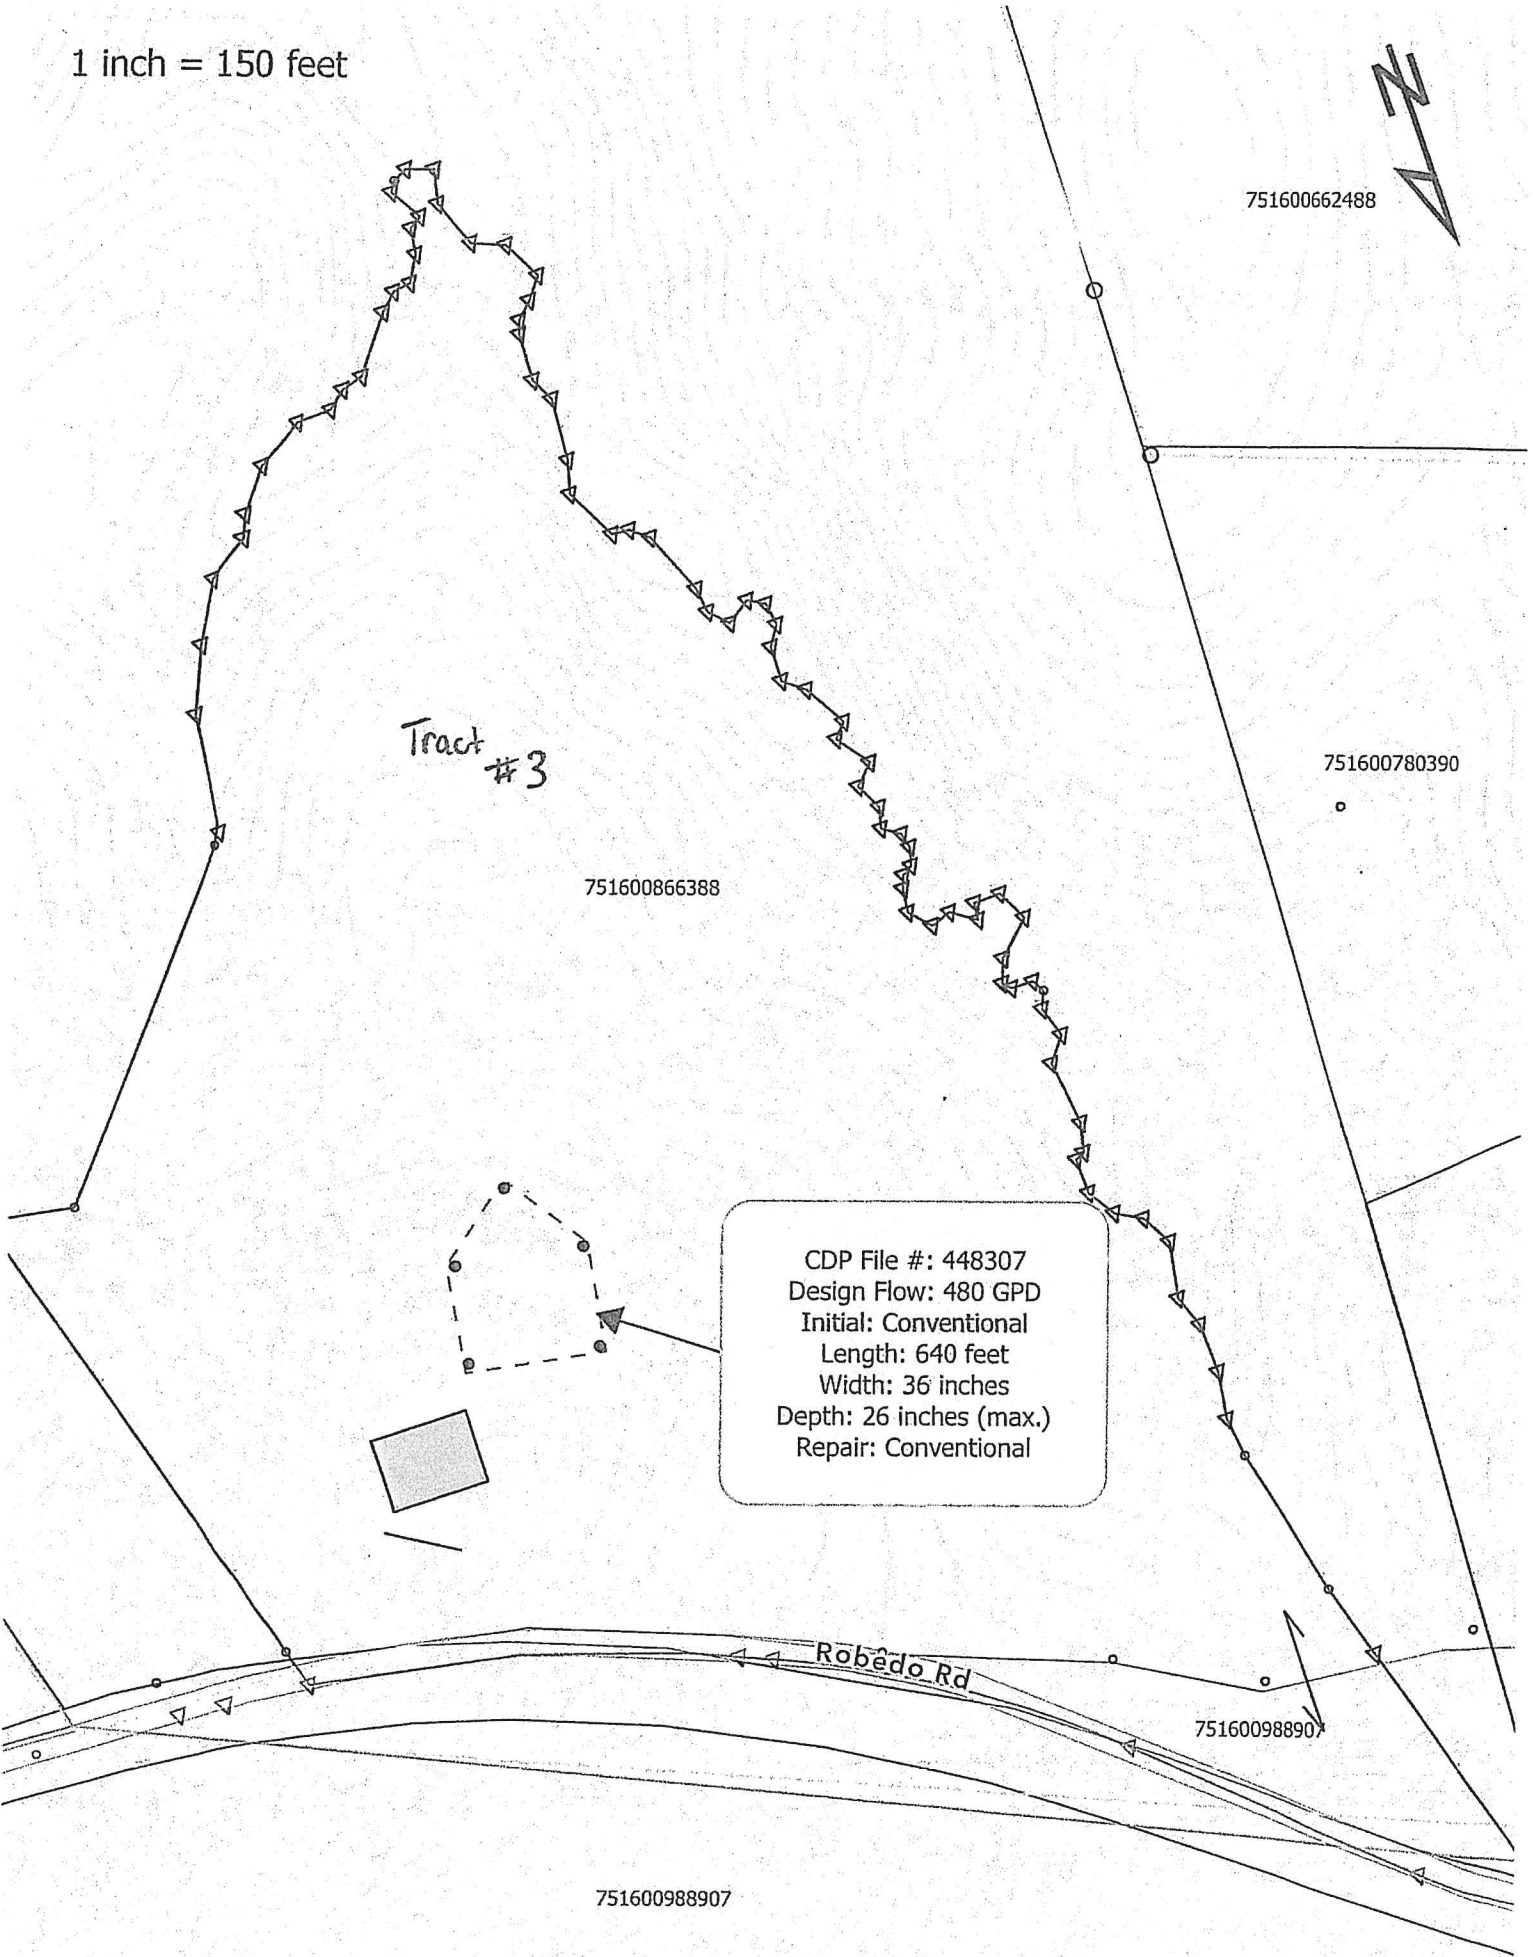 1 inch = 150 feet
N
751600662488
Tract
#3
751600780390
751600866388
CDP File #: 448307
Design Flow: 480 GPD
Initial: Conventional
Length: 640 feet
Width: 36 inches
Depth: 26 inches (max.)
Repair: Conventional
Robedo Rd
751600988907
751600988907